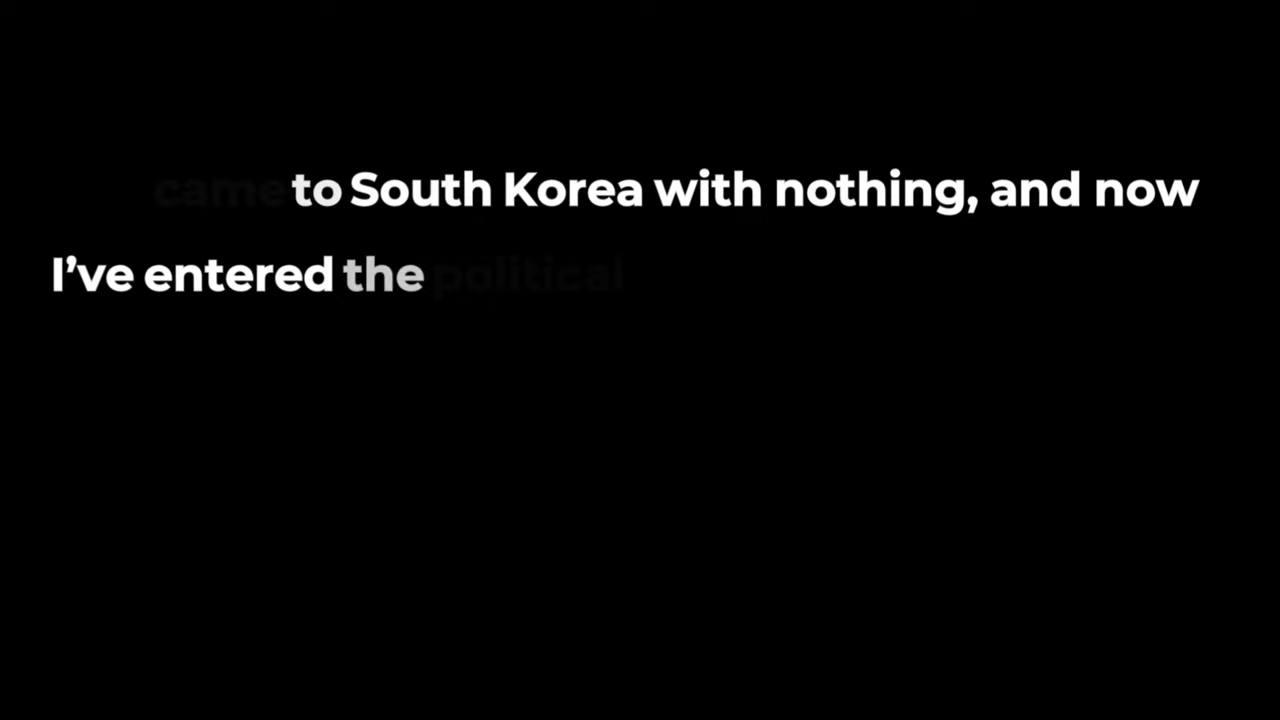 came to South Korea with nothing, and now
I’ve entered the political